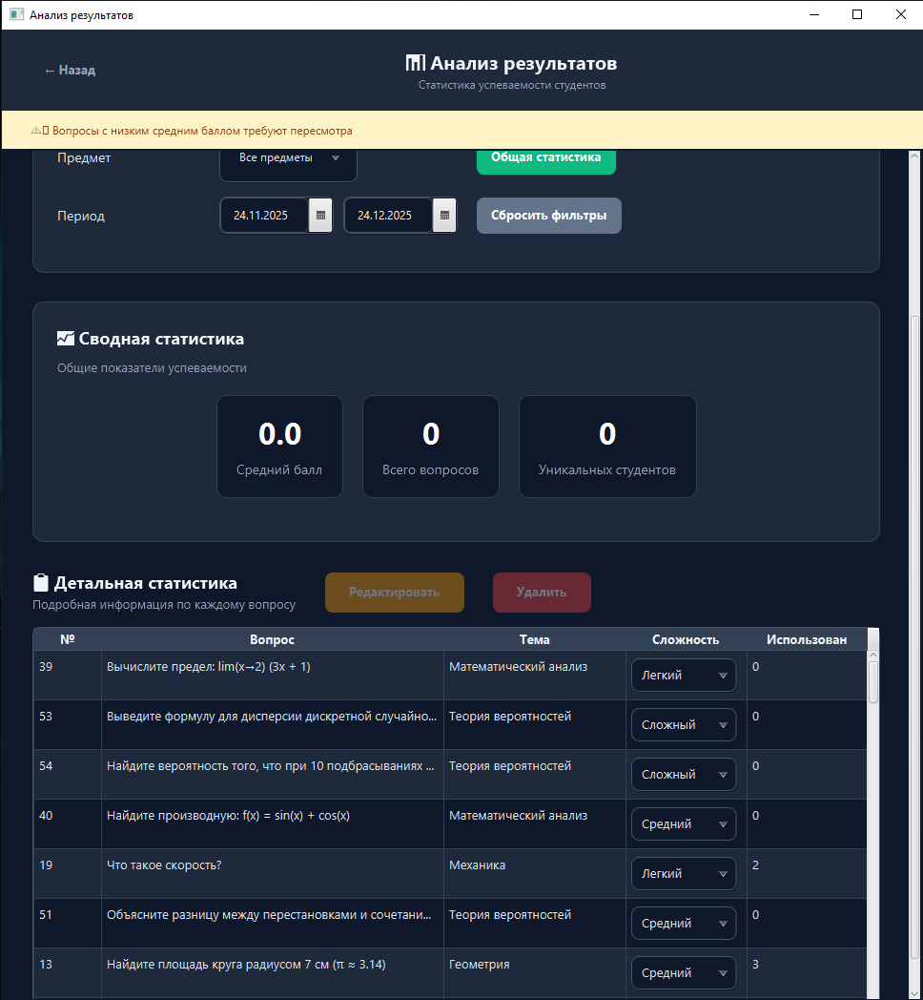 Анализ результатов
← Назад
Анализ результатов
Статистика успеваемости студентов
⚠ Вопросы с низким средним баллом требуют пересмотра
Предмет Все предметы Общая статистика
Период 24.11.2025 24.12.2025 Сбросить фильтры
Сводная статистика
Общие показатели успеваемости
0.0 0 0
Средний балл Всего вопросов Уникальных студентов
Детальная статистика
Подробная информация по каждому вопросу
Редактировать Удалить
№ Вопрос Тема Сложность Использован
39 Вычислите предел: lim(x→2) (3x + 1) Математический анализ Легкий 0
53 Выведите формулу для дисперсии дискретной случайно... Теория вероятностей Сложный 0
54 Найдите вероятность того, что при 10 подбрасываниях ... Теория вероятностей Сложный 0
40 Найдите производную: f(x) = sin(x) + cos(x) Математический анализ Средний 0
19 Что такое скорость? Механика Легкий 2
51 Объясните разницу между перестановками и сочетани... Теория вероятностей Средний 0
13 Найдите площадь круга радиусом 7 см (π ≈ 3.14) Геометрия Средний 3